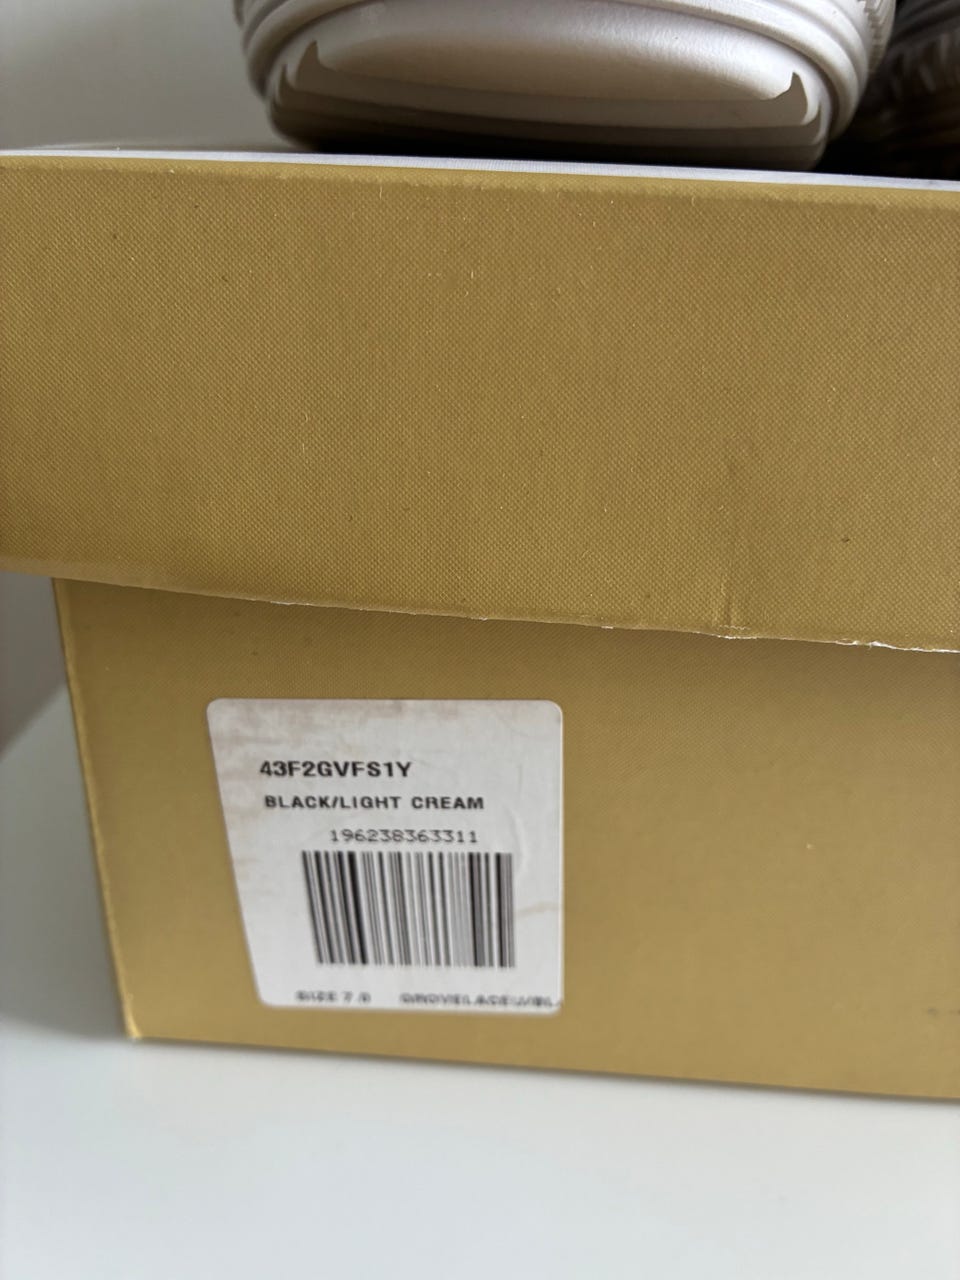 43F2GVFS1Y
BLACK/LIGHT CREAM
196238363311
SIZE 7.0